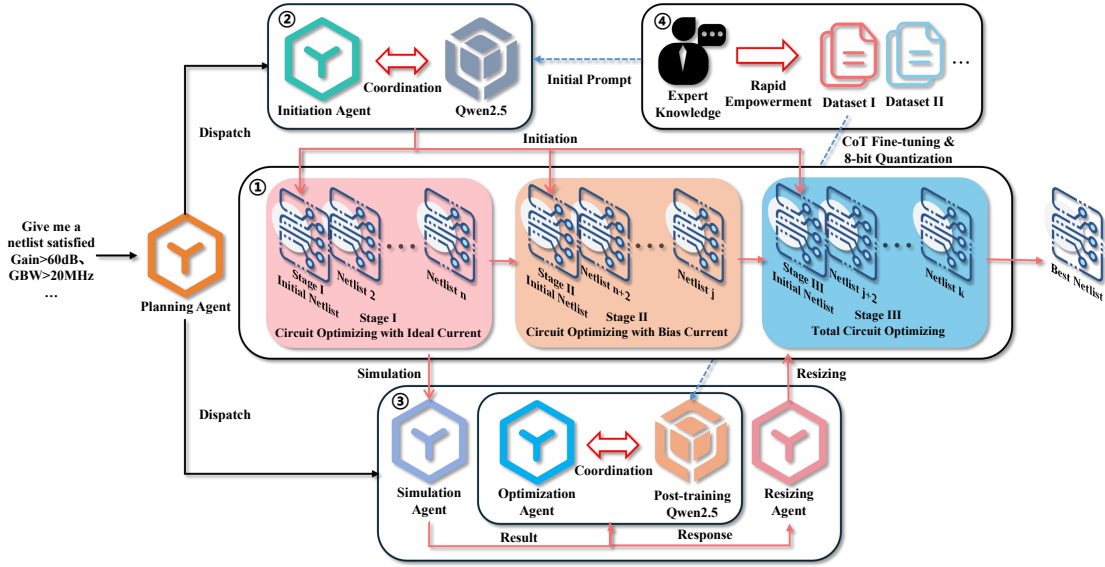 ②
Initiation Agent
Coordination
Qwen2.5
④
Expert
Knowledge
Rapid
Empowerment
Dataset I
Dataset II
...
Initial Prompt
Dispatch
Initiation
CoT Fine-tuning &
8-bit Quantization
①
Give me a
netlist satisfied
Gain>60dB、
GBW>20MHz
...
Planning Agent
Stage I
Initial Netlist
Netlist 2
...
Netlist n
Stage I
Circuit Optimizing with Ideal Current
Stage II
Initial Netlist
Netlist n+2
...
Netlist j
Stage II
Circuit Optimizing with Bias Current
Stage III
Initial Netlist
Netlist j+2
...
Netlist k
Stage III
Total Circuit Optimizing
Best Netlist
Simulation
Resizing
Dispatch
③
Simulation
Agent
Optimization
Agent
Coordination
Post-training
Qwen2.5
Resizing
Agent
Result
Response